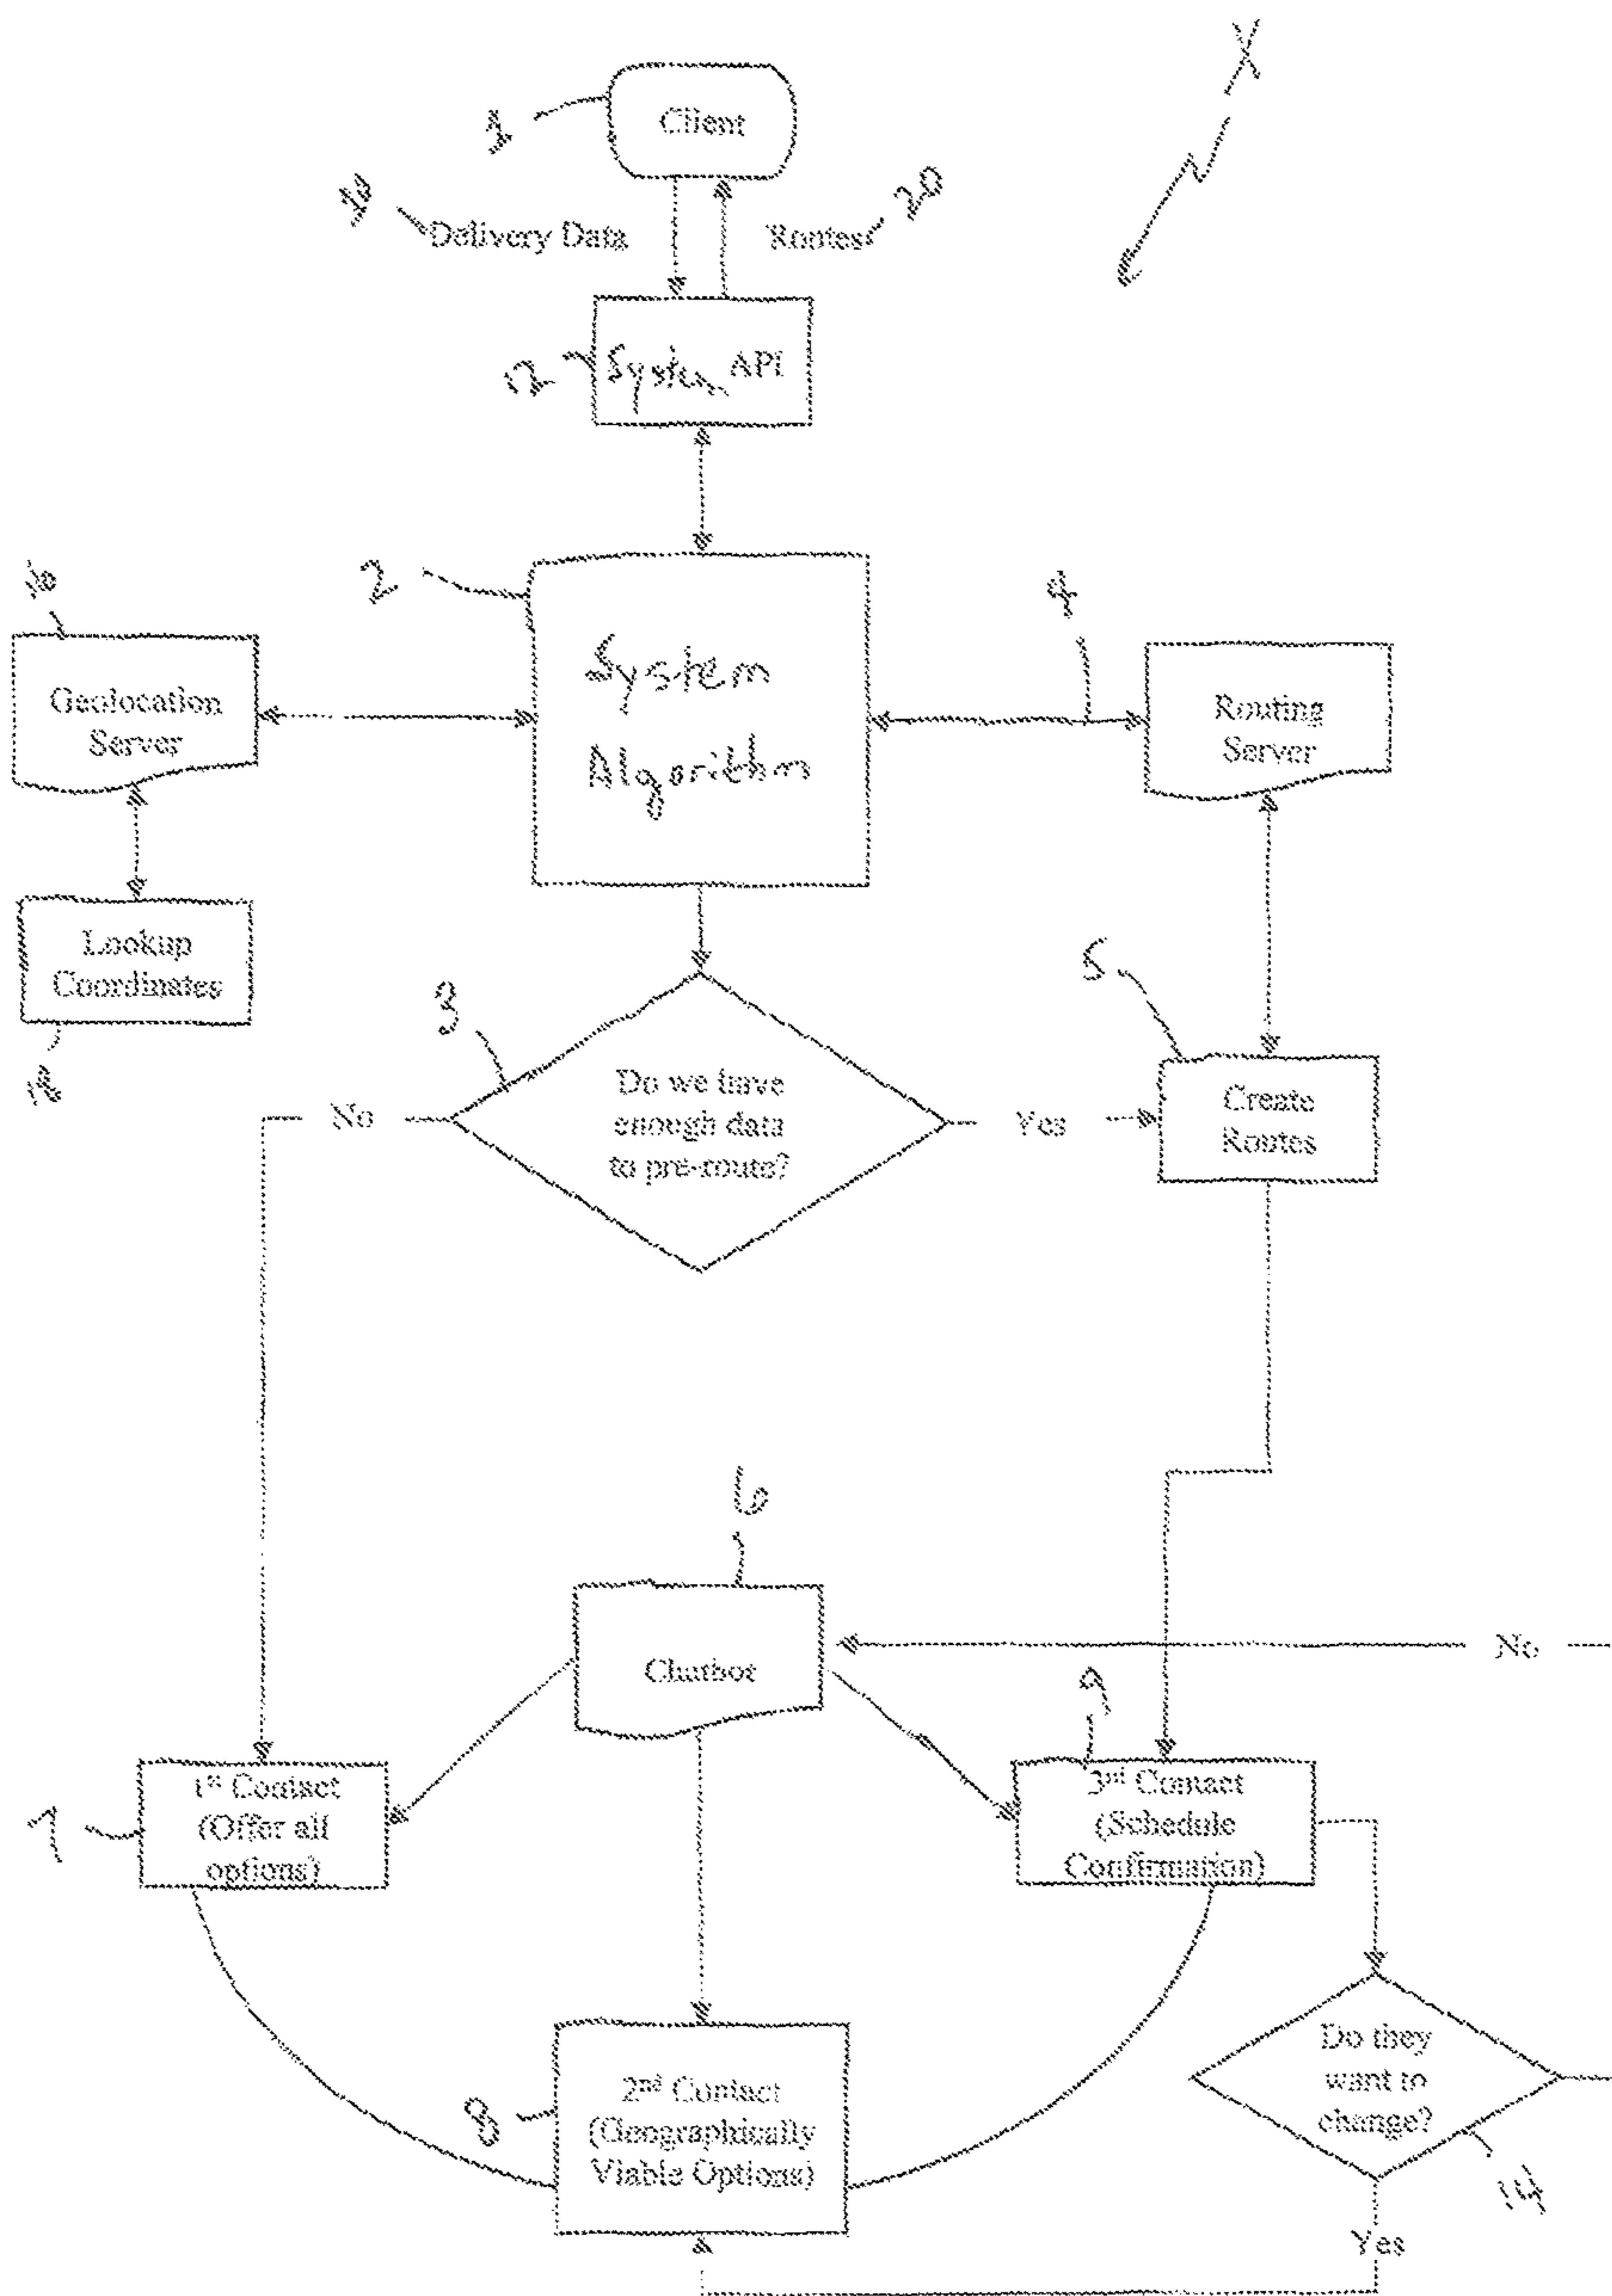 X
1
Client
Delivery Data
Routes
20
12
System API
2
System
Algorithm
4
Geolocation
Server
Routing
Server
Lookup
Coordinates
18
3
Do we have
enough data
to pre-route?
No
Yes
5
Create
Routes
6
Chatbot
No
9
7
1st Contact
(Offer all
options)
3rd Contact
(Schedule
Confirmation)
8
2nd Contact
(Geographically
Viable Options)
Do they
want to
change?
14
Yes